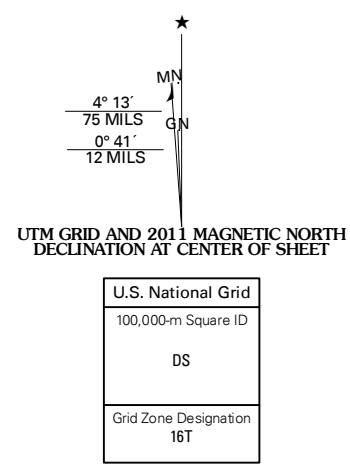 ★
MN
4° 13´
75 MILS
GN
0° 41´
12 MILS
UTM GRID AND 2011 MAGNETIC NORTH
DECLINATION AT CENTER OF SHEET
U.S. National Grid
100,000-m Square ID
DS
Grid Zone Designation
16T